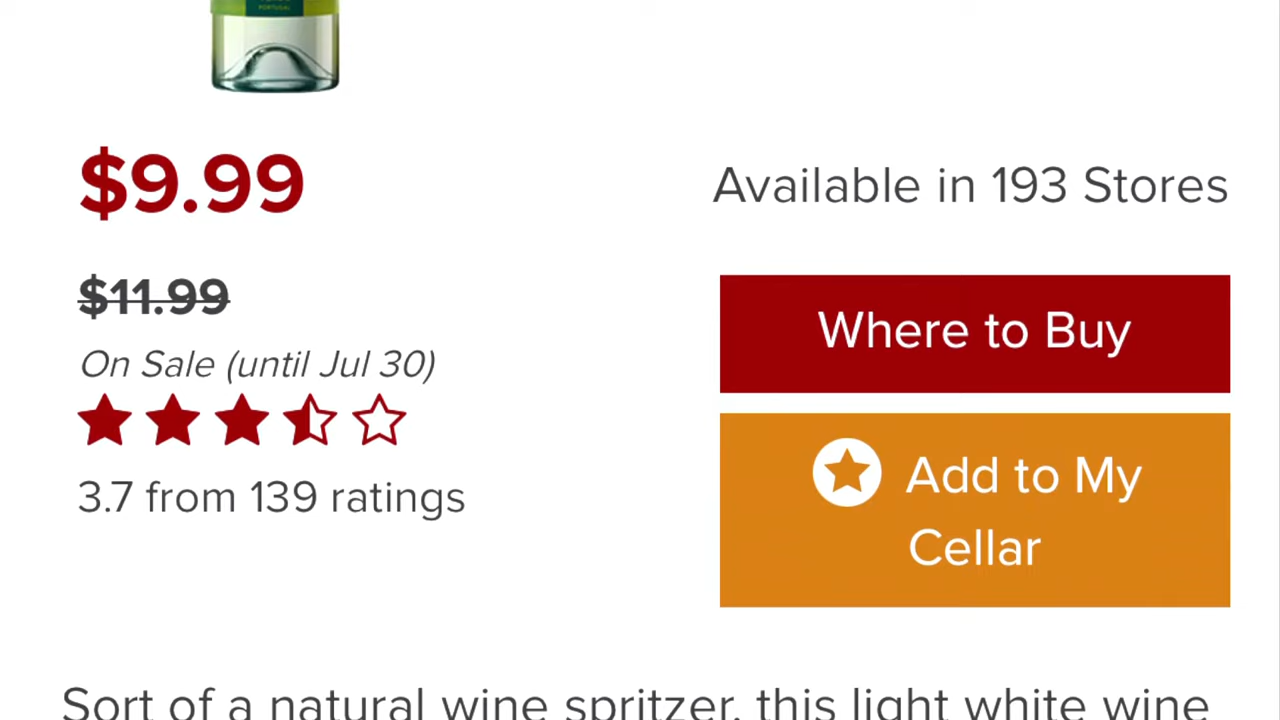 PORTUGAL
$9.99
Available in 193 Stores
$11.99
Where to Buy
On Sale (until Jul 30)
3.7 from 139 ratings
Add to My
Cellar
Sort of a natural wine spritzer, this light white wine